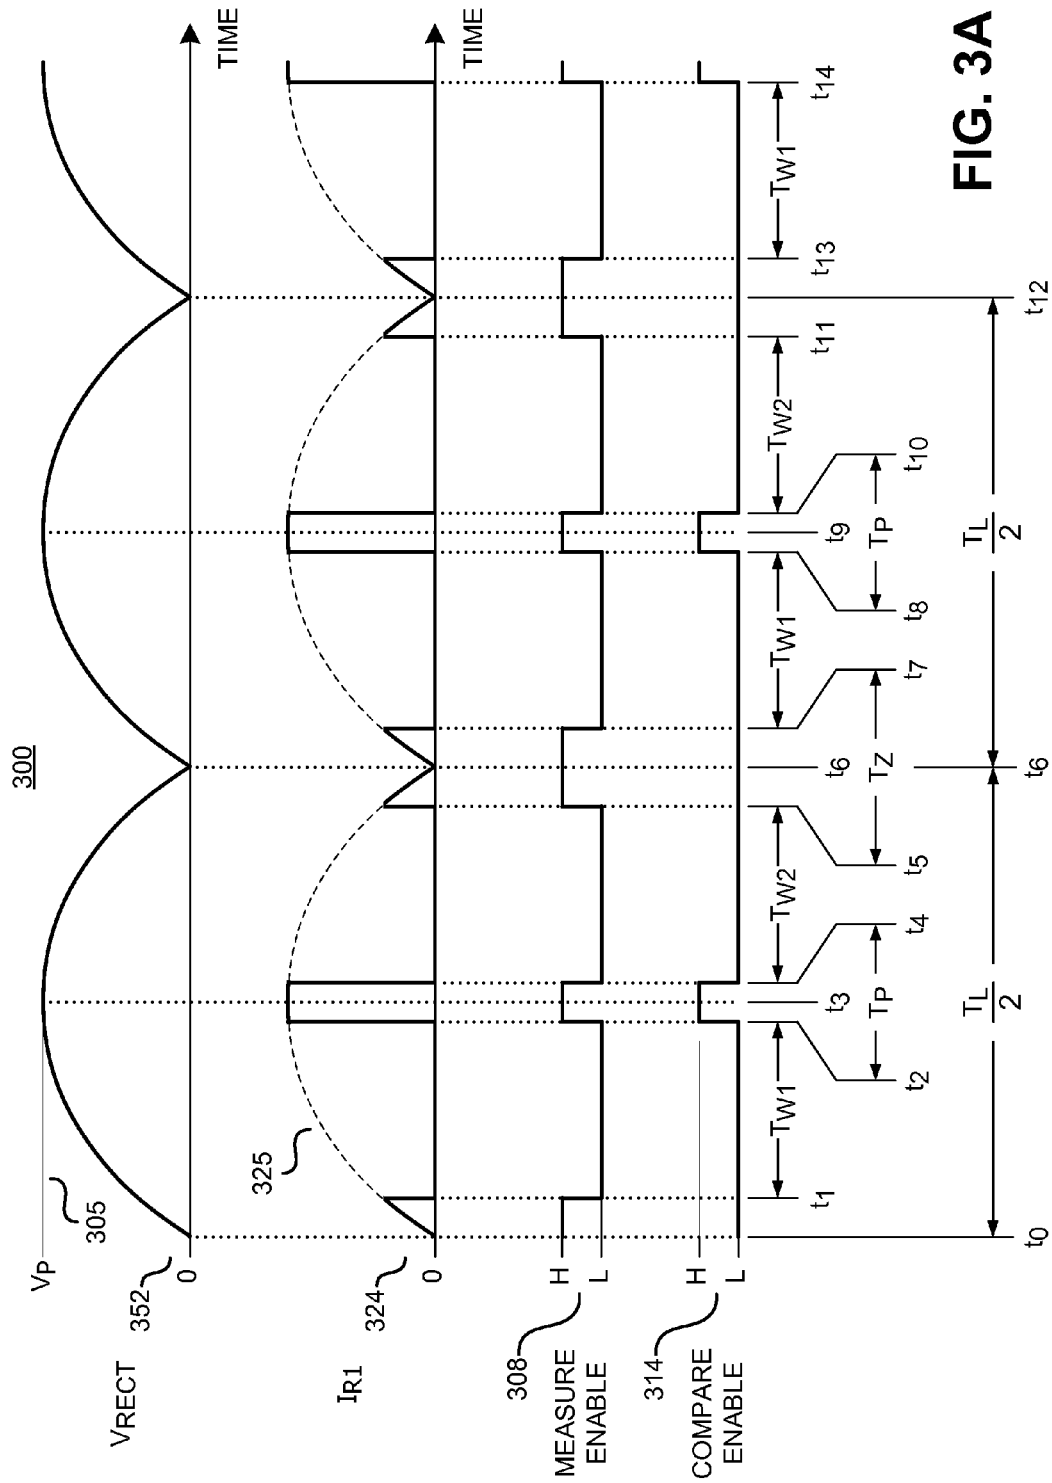 300
VP
305
352
0
VRECT
TIME
325
324
0
IR1
TIME
308
H
L
MEASURE
ENABLE
314
H
L
COMPARE
ENABLE
TW1
TW2
TW1
TW2
TW1
t1
t3
t6
t9
t11
t13
t14
TP
TZ
TP
t2
t4
t5
t7
t8
t10
TL
2
TL
2
t0
t6
t12
FIG. 3A